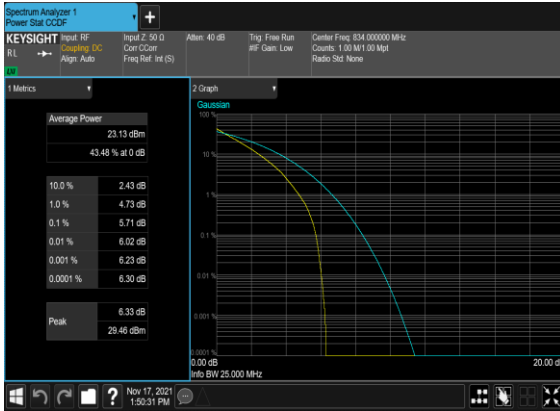 Spectrum Analyzer 1
Power Stat CCDF
+
KEYSIGHT
RL
Input: RF
Coupling: DC
Align: Auto
Input Z: 50 Ω
Corr CCorr
Freq Ref: Int (S)
Atten: 40 dB
Trig: Free Run
#IF Gain: Low
Center Freq: 834.000000 MHz
Counts: 1.00 M/1.00 Mpt
Radio Std: None
1 Metrics
Average Power
23.13 dBm
43.48 % at 0 dB
10.0 % 2.43 dB
1.0 % 4.73 dB
0.1 % 5.71 dB
0.01 % 6.02 dB
0.001 % 6.23 dB
0.0001 % 6.30 dB
Peak
6.33 dB
29.46 dBm
2 Graph
Gaussian
100 %
10 %
1 %
0.1 %
0.01 %
0.001 %
0.0001 %
0.00 dB
20.00 d
Info BW 25.000 MHz
?
Nov 17, 2021
1:50:31 PM